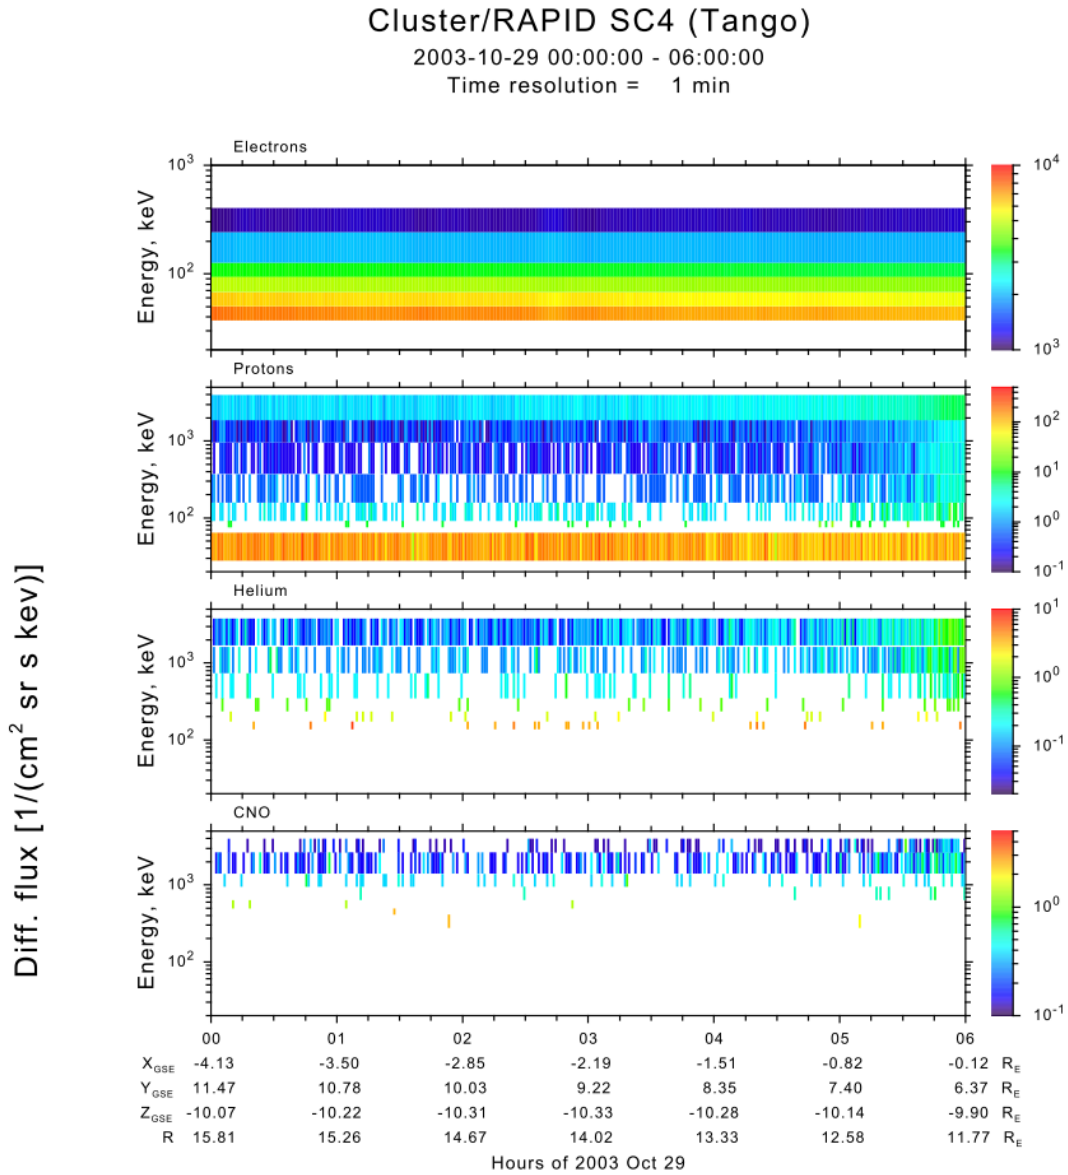 Cluster/RAPID SC4 (Tango)
2003-10-29 00:00:00 - 06:00:00
Time resolution = 1 min
Diff. flux [1/(cm² sr s kev)]
Electrons
Energy, keV
10³
10²
10⁴
10³
Protons
Energy, keV
10³
10²
10²
10¹
10⁰
10⁻¹
Helium
Energy, keV
10³
10²
10¹
10⁰
10⁻¹
CNO
Energy, keV
10³
10²
10⁰
10⁻¹
00 01 02 03 04 05 06
X_GSE -4.13 -3.50 -2.85 -2.19 -1.51 -0.82 -0.12 R_E
Y_GSE 11.47 10.78 10.03 9.22 8.35 7.40 6.37 R_E
Z_GSE -10.07 -10.22 -10.31 -10.33 -10.28 -10.14 -9.90 R_E
R 15.81 15.26 14.67 14.02 13.33 12.58 11.77 R_E
Hours of 2003 Oct 29